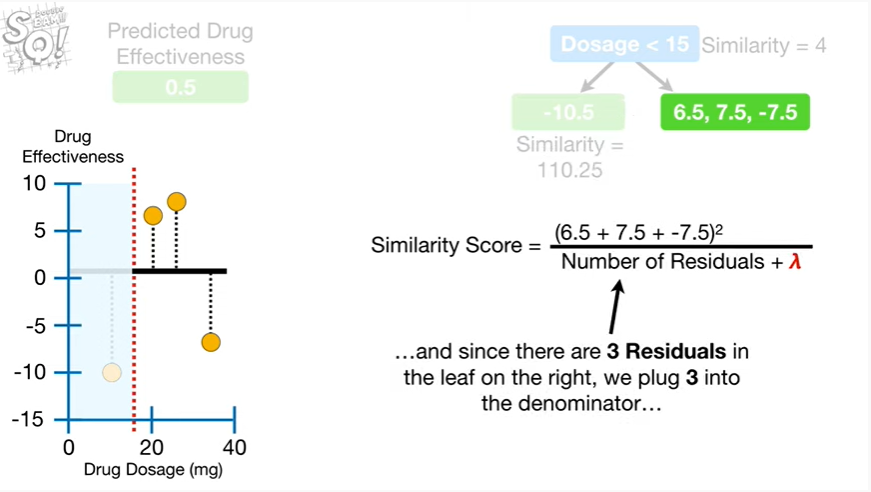 DOUBLE
BAM!!
SQ!
Predicted Drug
Effectiveness
0.5
Dosage < 15 Similarity = 4
-10.5
6.5, 7.5, -7.5
Similarity =
110.25
Drug
Effectiveness
10
5
0
-5
-10
-15
0 20 40
Drug Dosage (mg)
Similarity Score = (6.5 + 7.5 + -7.5)²
Number of Residuals + λ
…and since there are 3 Residuals in
the leaf on the right, we plug 3 into
the denominator…